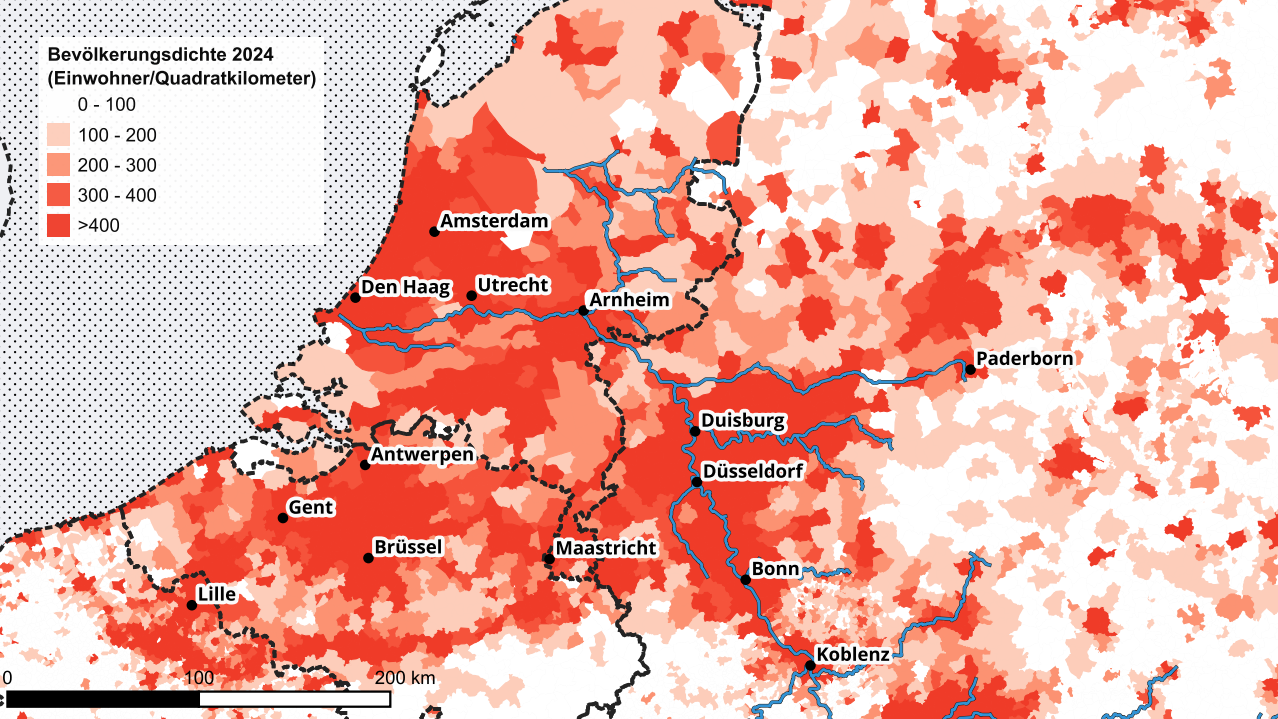 Bevölkerungsdichte 2024
(Einwohner/Quadratkilometer)
0 - 100
100 - 200
200 - 300
300 - 400
>400
Amsterdam
Den Haag
Utrecht
Arnheim
Paderborn
Duisburg
Antwerpen
Düsseldorf
Gent
Brüssel
Maastricht
Bonn
Lille
Koblenz
0 100 200 km